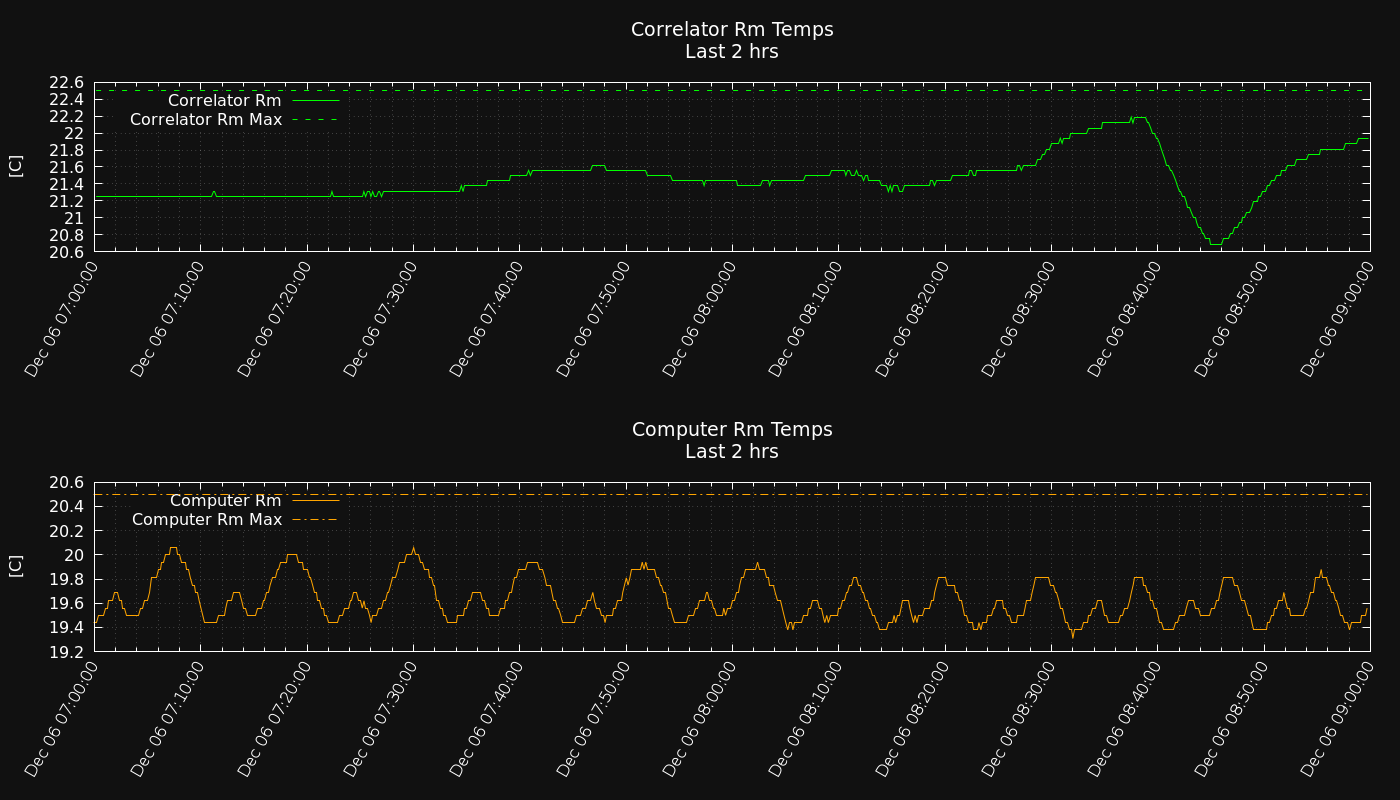 Correlator Rm Temps
Last 2 hrs
22.6
22.4
22.2
22
21.8
21.6
21.4
21.2
21
20.8
20.6
[C]
Correlator Rm
Correlator Rm Max
Dec 06 07:00:00
Dec 06 07:10:00
Dec 06 07:20:00
Dec 06 07:30:00
Dec 06 07:40:00
Dec 06 07:50:00
Dec 06 08:00:00
Dec 06 08:10:00
Dec 06 08:20:00
Dec 06 08:30:00
Dec 06 08:40:00
Dec 06 08:50:00
Dec 06 09:00:00
Computer Rm Temps
Last 2 hrs
20.6
20.4
20.2
20
19.8
19.6
19.4
19.2
[C]
Computer Rm
Computer Rm Max
Dec 06 07:00:00
Dec 06 07:10:00
Dec 06 07:20:00
Dec 06 07:30:00
Dec 06 07:40:00
Dec 06 07:50:00
Dec 06 08:00:00
Dec 06 08:10:00
Dec 06 08:20:00
Dec 06 08:30:00
Dec 06 08:40:00
Dec 06 08:50:00
Dec 06 09:00:00